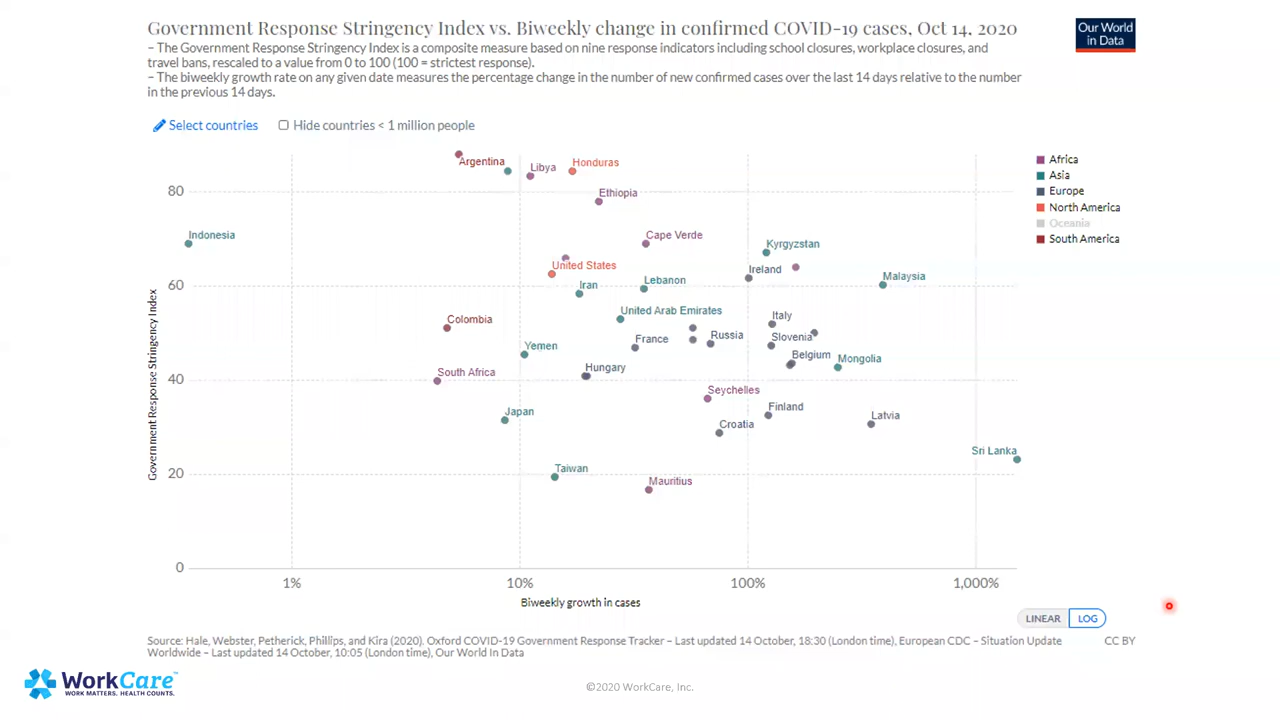 Government Response Stringency Index vs. Biweekly change in confirmed COVID-19 cases, Oct 14, 2020
Our World
in Data
– The Government Response Stringency Index is a composite measure based on nine response indicators including school closures, workplace closures, and
travel bans, rescaled to a value from 0 to 100 (100 = strictest response).
– The biweekly growth rate on any given date measures the percentage change in the number of new confirmed cases over the last 14 days relative to the number
in the previous 14 days.
Select countries
Hide countries < 1 million people
Africa
Asia
Europe
North America
Oceania
South America
Government Response Stringency Index
80
60
40
20
0
Argentina
Libya
Honduras
Ethiopia
Indonesia
Cape Verde
Kyrgyzstan
United States
Ireland
Malaysia
Iran
Lebanon
United Arab Emirates
Colombia
Italy
France
Russia
Slovenia
Yemen
Belgium
Mongolia
Hungary
South Africa
Seychelles
Japan
Finland
Latvia
Croatia
Sri Lanka
Taiwan
Mauritius
1%
10%
100%
1,000%
Biweekly growth in cases
LINEAR
LOG
Source: Hale, Webster, Petherick, Phillips, and Kira (2020). Oxford COVID-19 Government Response Tracker – Last updated 14 October, 18:30 (London time), European CDC – Situation Update
Worldwide – Last updated 14 October, 10:05 (London time), Our World In Data
CC BY
WorkCare™
WORK MATTERS. HEALTH COUNTS.
©2020 WorkCare, Inc.